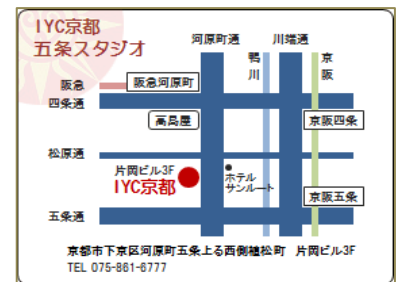 IYC京都
五条スタジオ
河原町通
川端通
鴨川
京阪
阪急
阪急河原町
四条通
高島屋
京阪四条
松原通
片岡ビル3F
IYC京都
ホテル
サンルート
京阪五条
五条通
京都市下京区河原町五条上る西側植松町 片岡ビル3F
TEL 075-861-6777